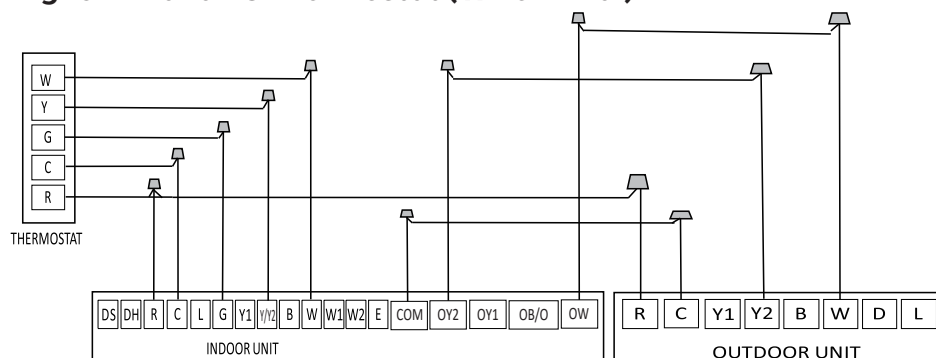 W
Y
G
C
R
THERMOSTAT
DS DH R C L G Y1 Y/Y2 B W W1 W2 E COM OY2 OY1 OB/O OW
INDOOR UNIT
R C Y1 Y2 B W D L
OUTDOOR UNIT